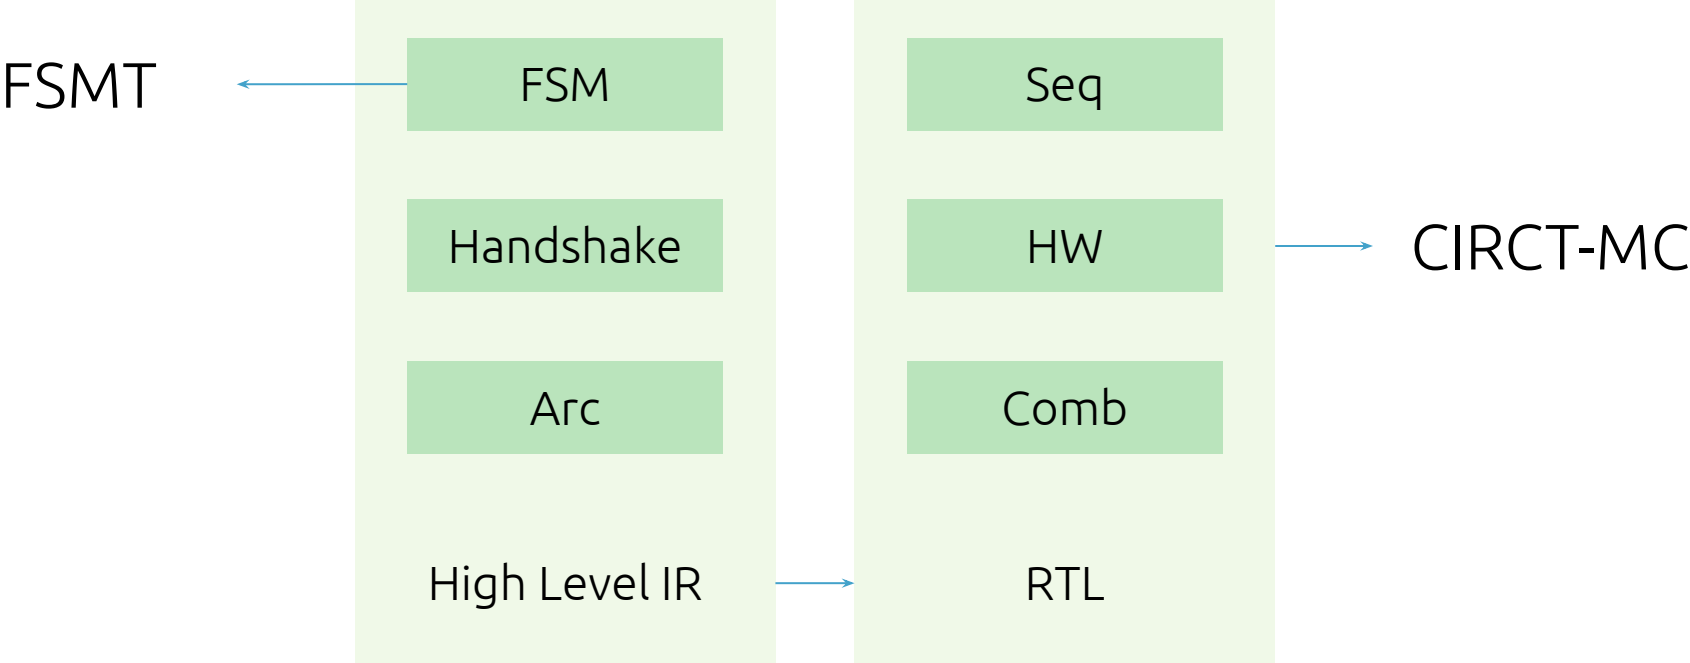 FSMT
FSM
Handshake
Arc
High Level IR
Seq
HW
Comb
RTL
CIRCT-MC